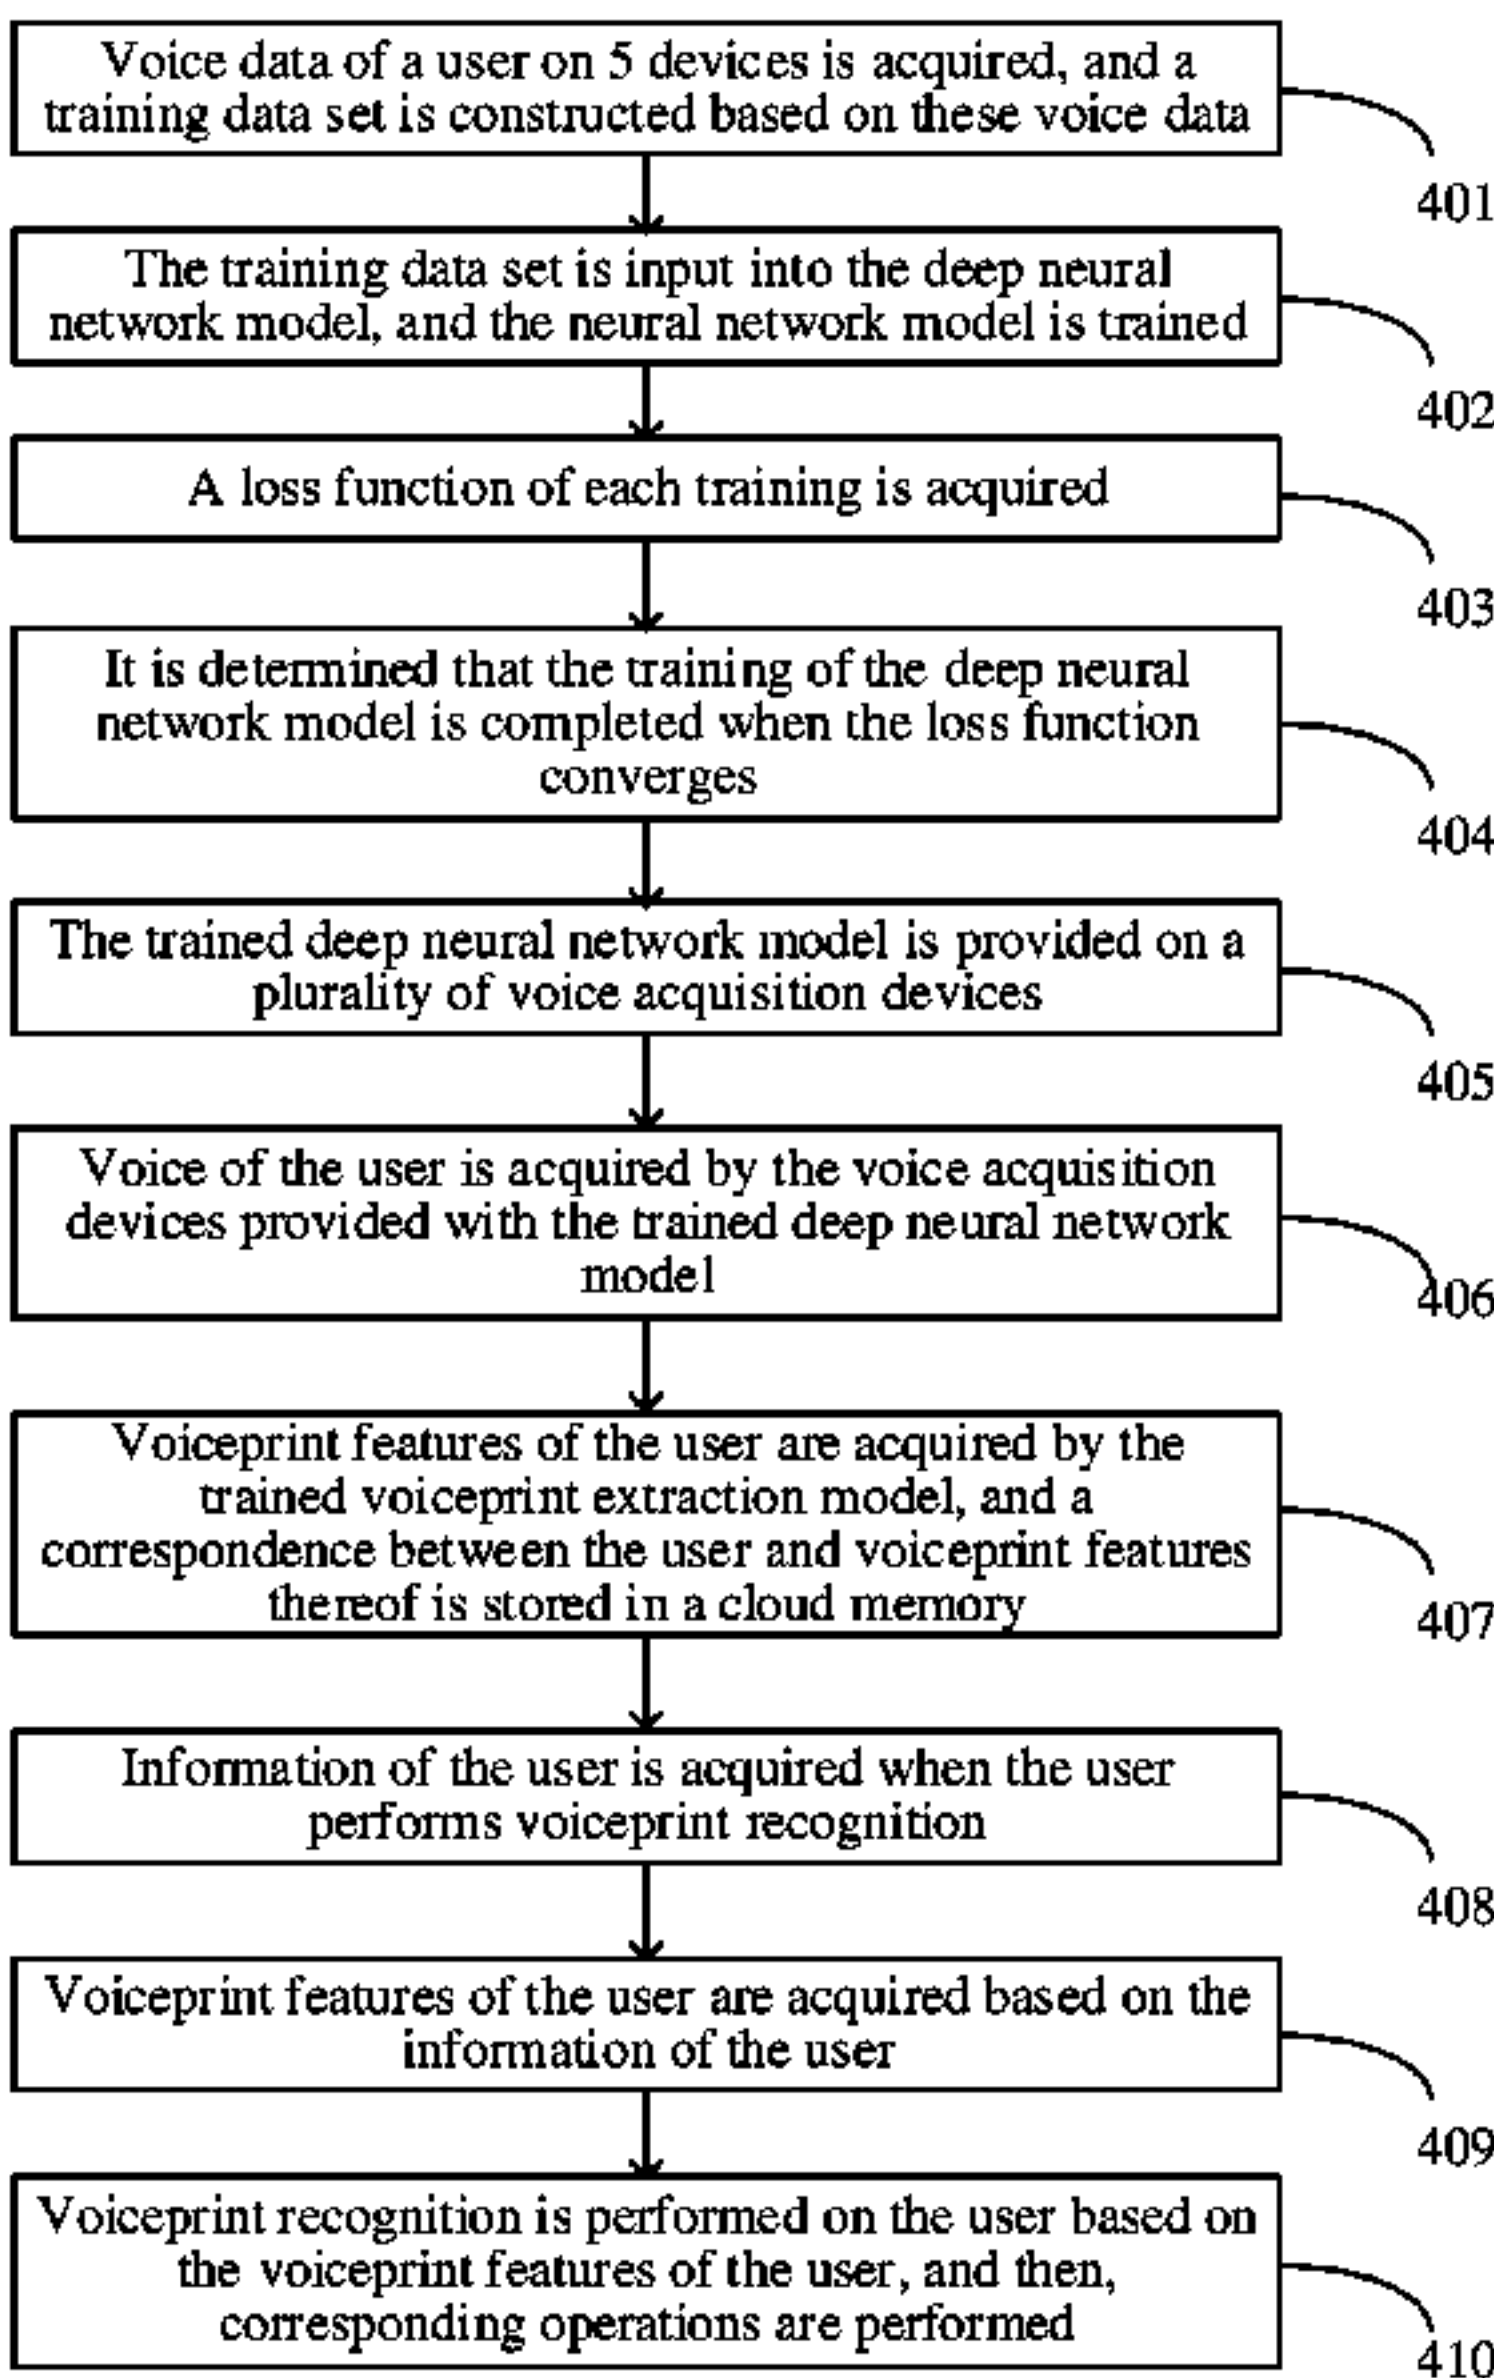 Voice data of a user on 5 devices is acquired, and a
training data set is constructed based on these voice data
401
The training data set is input into the deep neural
network model, and the neural network model is trained
402
A loss function of each training is acquired
403
It is determined that the training of the deep neural
network model is completed when the loss function
converges
404
The trained deep neural network model is provided on a
plurality of voice acquisition devices
405
Voice of the user is acquired by the voice acquisition
devices provided with the trained deep neural network
model
406
Voiceprint features of the user are acquired by the
trained voiceprint extraction model, and a
correspondence between the user and voiceprint features
thereof is stored in a cloud memory
407
Information of the user is acquired when the user
performs voiceprint recognition
408
Voiceprint features of the user are acquired based on the
information of the user
409
Voiceprint recognition is performed on the user based on
the voiceprint features of the user, and then,
corresponding operations are performed
410